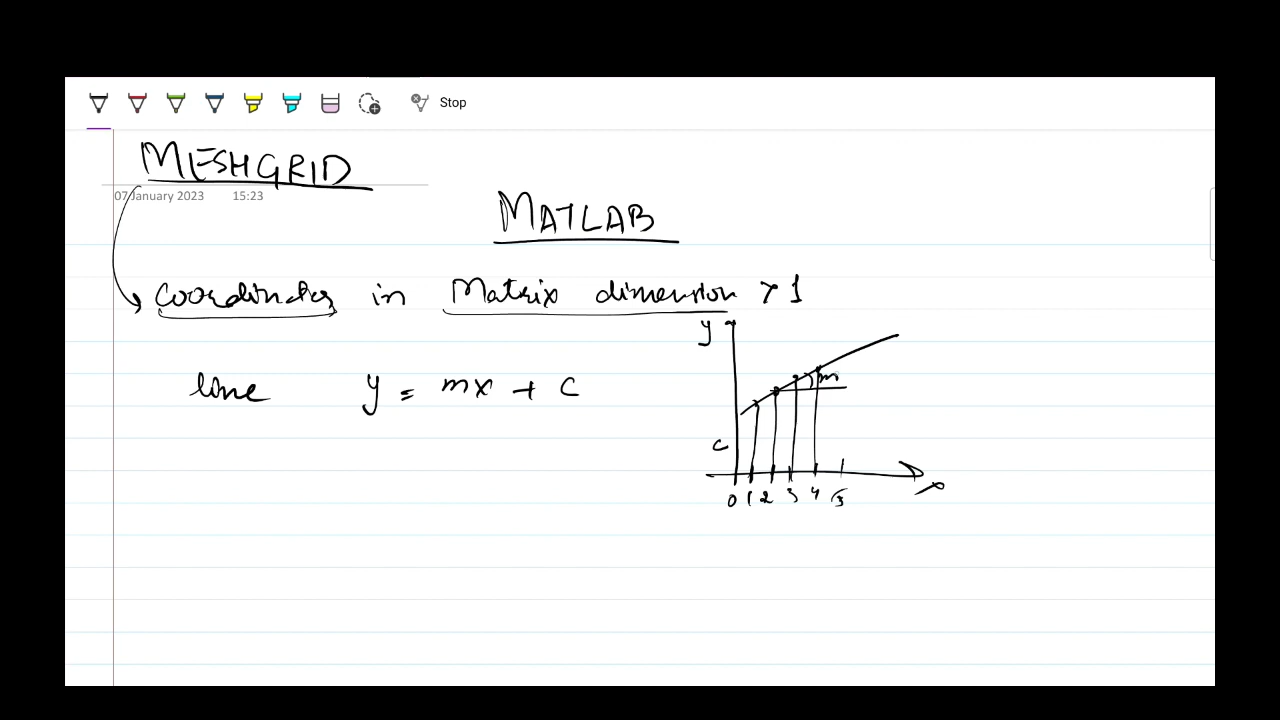 Stop
MESHGRID
07 January 2023 15:23
MATLAB
coordinates in Matrix dimension > 1
y
line y = mx + c
m
c
0 1 2 3 4 5
x